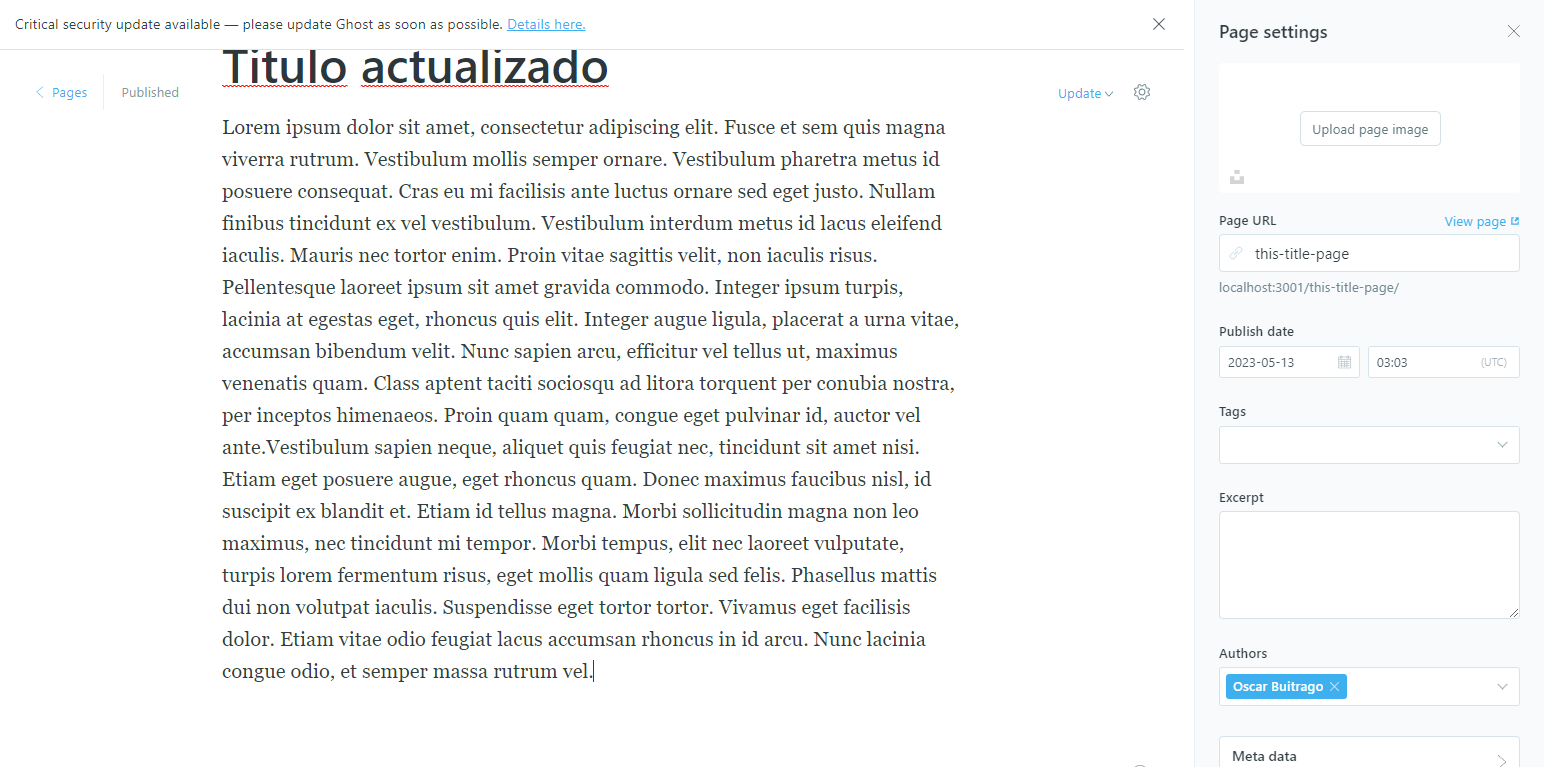 Critical security update available — please update Ghost as soon as possible. Details here.
Titulo actualizado
Pages
Published
Update
Lorem ipsum dolor sit amet, consectetur adipiscing elit. Fusce et sem quis magna
viverra rutrum. Vestibulum mollis semper ornare. Vestibulum pharetra metus id
posuere consequat. Cras eu mi facilisis ante luctus ornare sed eget justo. Nullam
finibus tincidunt ex vel vestibulum. Vestibulum interdum metus id lacus eleifend
iaculis. Mauris nec tortor enim. Proin vitae sagittis velit, non iaculis risus.
Pellentesque laoreet ipsum sit amet gravida commodo. Integer ipsum turpis,
lacinia at egestas eget, rhoncus quis elit. Integer augue ligula, placerat a urna vitae,
accumsan bibendum velit. Nunc sapien arcu, efficitur vel tellus ut, maximus
venenatis quam. Class aptent taciti sociosqu ad litora torquent per conubia nostra,
per inceptos himenaeos. Proin quam quam, congue eget pulvinar id, auctor vel
ante.Vestibulum sapien neque, aliquet quis feugiat nec, tincidunt sit amet nisi.
Etiam eget posuere augue, eget rhoncus quam. Donec maximus faucibus nisl, id
suscipit ex blandit et. Etiam id tellus magna. Morbi sollicitudin magna non leo
maximus, nec tincidunt mi tempor. Morbi tempus, elit nec laoreet vulputate,
turpis lorem fermentum risus, eget mollis quam ligula sed felis. Phasellus mattis
dui non volutpat iaculis. Suspendisse eget tortor tortor. Vivamus eget facilisis
dolor. Etiam vitae odio feugiat lacus accumsan rhoncus in id arcu. Nunc lacinia
congue odio, et semper massa rutrum vel.
Page settings
Upload page image
Page URL
View page
this-title-page
localhost:3001/this-title-page/
Publish date
2023-05-13
03:03
(UTC)
Tags
Excerpt
Authors
Oscar Buitrago
Meta data